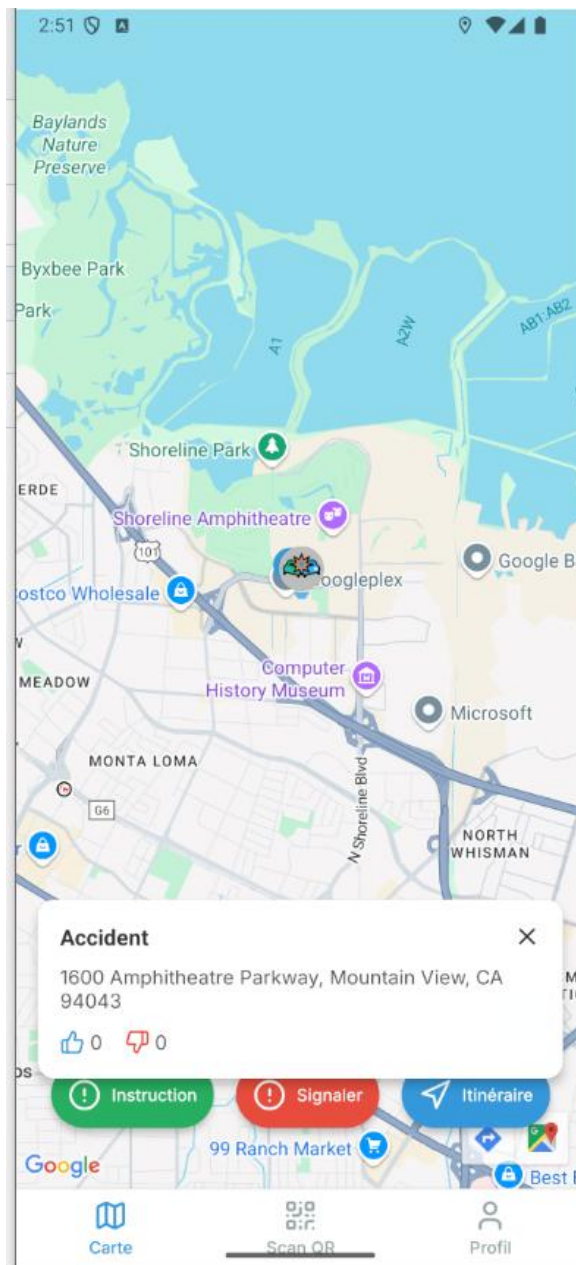 2:51
Baylands
Nature
Preserve
Byxbee Park
Park
A1
A2W
AB1:AB2
Shoreline Park
ERDE
Shoreline Amphitheatre
101
Googleplex
Google B
Costco Wholesale
W
MEADOW
Computer
History Museum
Microsoft
MONTA LOMA
G6
N Shoreline Blvd
NORTH
WHISMAN
r
Accident
1600 Amphitheatre Parkway, Mountain View, CA
94043
0 0
Instruction
Signaler
Itinéraire
99 Ranch Market
Google
Best B
Carte
Scan QR
Profil